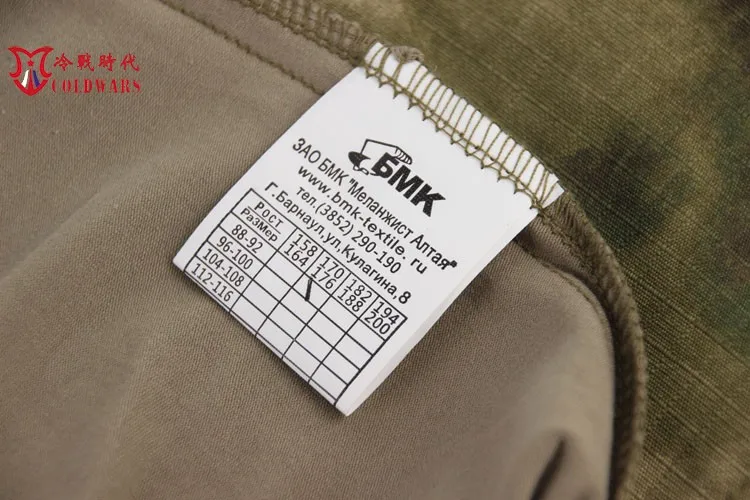 冷戰時代
COLDWARS
БМК
ЗАО БМК "Меланжист Алтая"
www.bmk-textile.ru
тел.(3852) 290-190
Г.Барнаул,ул,Кулагина,8
Рост 158 170 182 194
РаЗМер 164 176 188 200
88-92
96-100
104-108
112-116